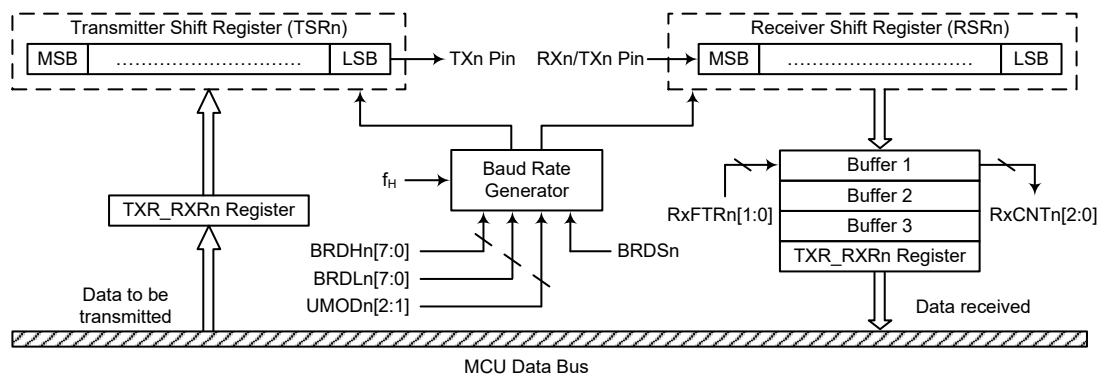 Transmitter Shift Register (TSRn)
Receiver Shift Register (RSRn)
MSB ………………………… LSB
TXn Pin
RXn/TXn Pin
MSB ………………………… LSB
fH
Baud Rate
Generator
Buffer 1
Buffer 2
Buffer 3
TXR_RXRn Register
RxFTRn[1:0]
RxCNTn[2:0]
TXR_RXRn Register
BRDHn[7:0]
BRDLn[7:0]
UMODn[2:1]
BRDSn
Data to be
transmitted
Data received
MCU Data Bus